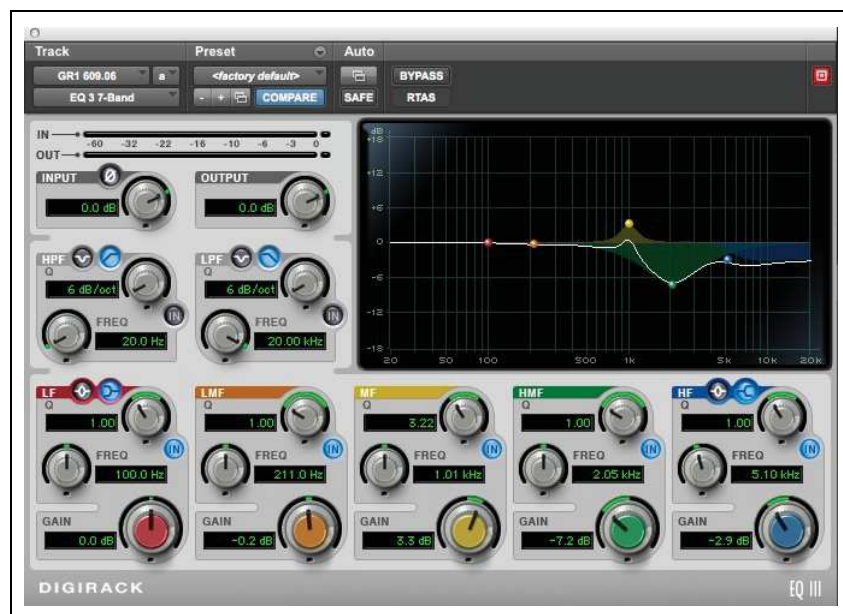 Track Preset Auto
GR1 609.06 a <factory default> BYPASS
EQ 3 7-Band - + COMPARE SAFE RTAS
IN
-60 -32 -22 -16 -10 -6 -3 0
OUT
INPUT Ø OUTPUT
0.0 dB 0.0 dB
HPF LPF
Q Q
6 dB/oct 6 dB/oct
IN IN
FREQ FREQ
20.0 Hz 20.00 kHz
dB
+18
+12
+6
0
-6
-12
-18
20 50 100 500 1k 5k 10k 20k
LF LMF MF HMF HF
Q Q Q Q Q
1.00 1.00 3.22 1.00 1.00
IN IN IN IN IN
FREQ FREQ FREQ FREQ FREQ
100.0 Hz 211.0 Hz 1.01 kHz 2.05 kHz 5.10 kHz
GAIN GAIN GAIN GAIN GAIN
0.0 dB -0.2 dB 3.3 dB -7.2 dB -2.9 dB
DIGIRACK EQ III